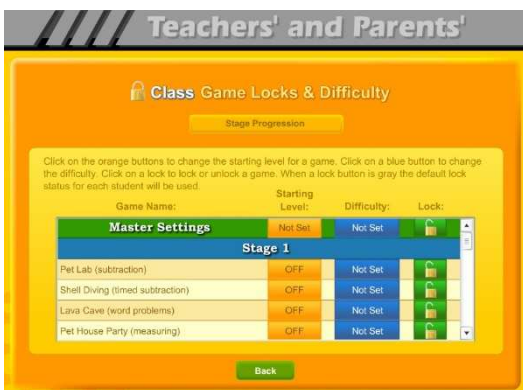 Teachers' and Parents'
Class Game Locks & Difficulty
Stage Progression
Click on the orange buttons to change the starting level for a game. Click on a blue button to change
the difficulty. Click on a lock to lock or unlock a game. When a lock button is gray the default lock
status for each student will be used.
Game Name: Starting Level: Difficulty: Lock:
Master Settings Not Set Not Set
Stage 1
Pet Lab (subtraction) OFF Not Set
Shell Diving (timed subtraction) OFF Not Set
Lava Cave (word problems) OFF Not Set
Pet House Party (measuring) OFF Not Set
Back